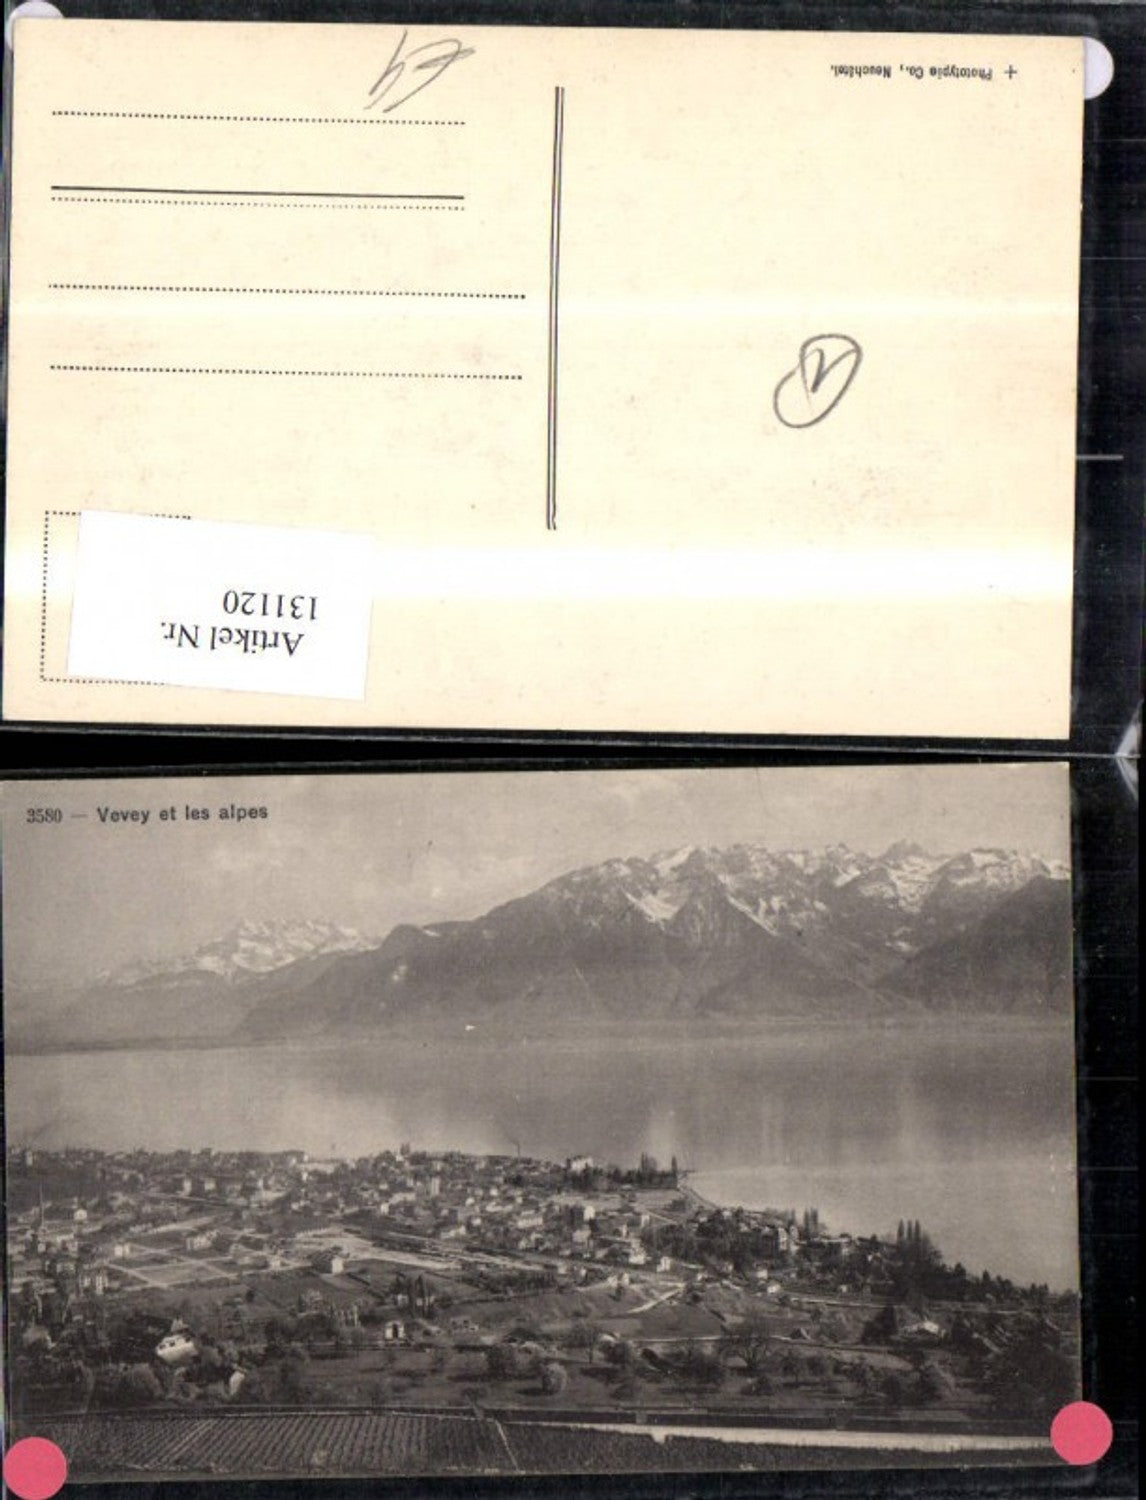 + Phototypie Co., Neuchâtel.
Artikel Nr.
131120
3580 — Vevey et les alpes